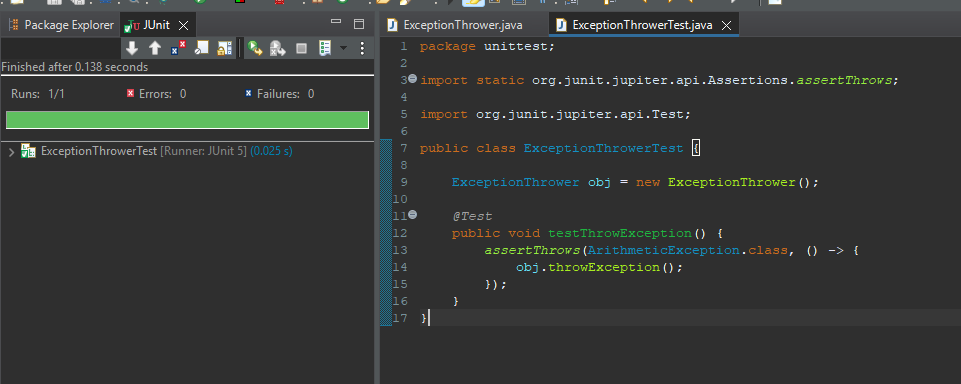 Package Explorer JUnit
Finished after 0.138 seconds
Runs: 1/1 Errors: 0 Failures: 0
ExceptionThrowerTest [Runner: JUnit 5] (0.025 s)
ExceptionThrower.java ExceptionThrowerTest.java
1 package unittest;
2
3 import static org.junit.jupiter.api.Assertions.assertThrows;
4
5 import org.junit.jupiter.api.Test;
6
7 public class ExceptionThrowerTest {
8
9 ExceptionThrower obj = new ExceptionThrower();
10
11 @Test
12 public void testThrowException() {
13 assertThrows(ArithmeticException.class, () -> {
14 obj.throwException();
15 });
16 }
17 }